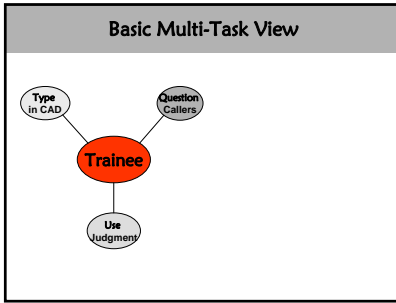 Basic Multi-Task View
Type
in CAD
Question
Callers
Trainee
Use
Judgment